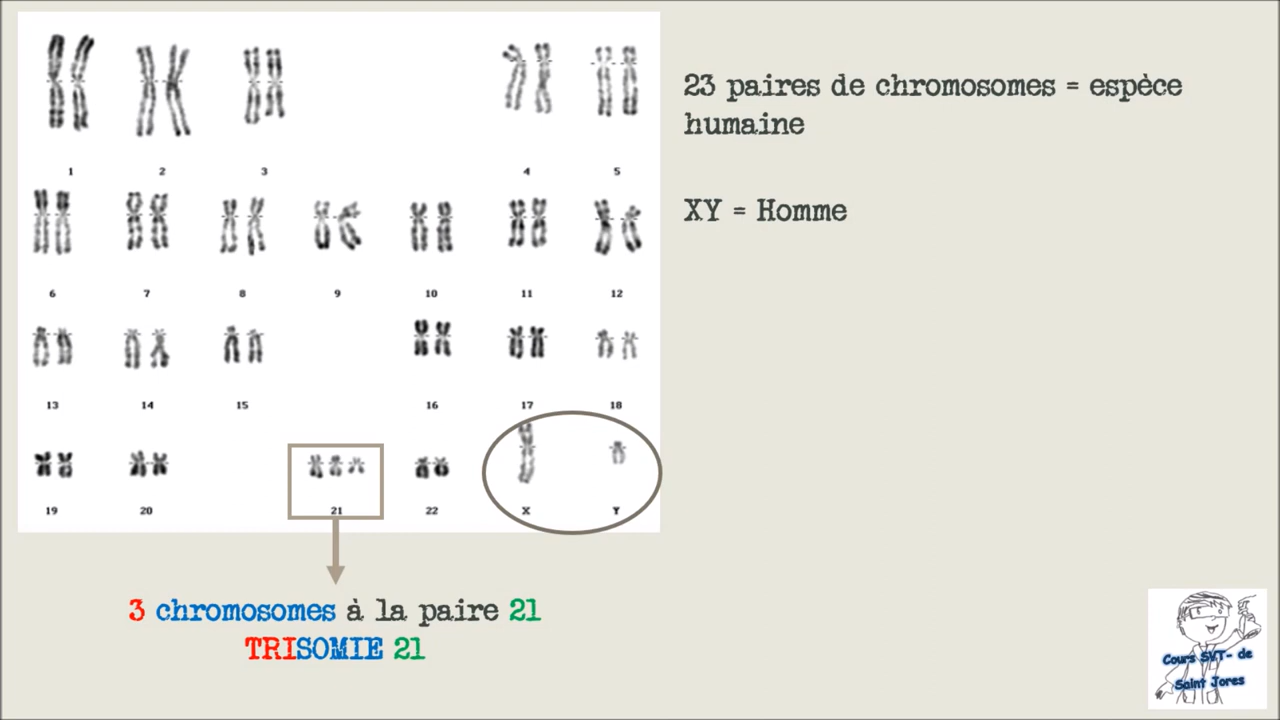 23 paires de chromosomes = espèce
humaine
XY = Homme
1 2 3 4 5
6 7 8 9 10 11 12
13 14 15 16 17 18
19 20 21 22 X Y
3 chromosomes à la paire 21
TRISOMIE 21
Cours SVT- de
Saint Jores